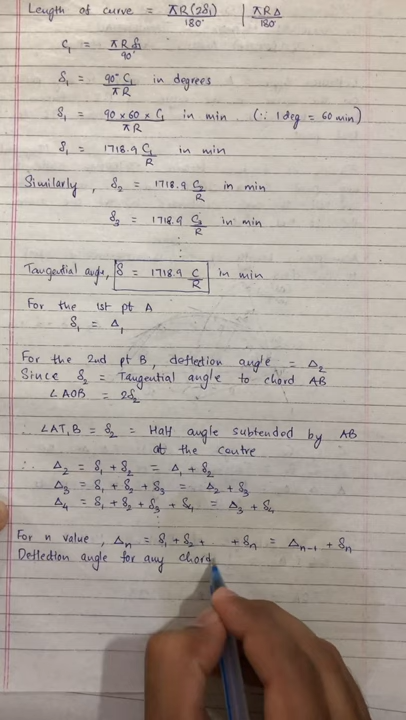 Length of curve = πR(2δ₁)/180° | πRΔ/180°
C₁ = πRδ₁/90°
δ₁ = 90° C₁/πR in degrees
δ₁ = 90 × 60 × C₁/πR in min (∵ 1 deg = 60 min)
δ₁ = 1718.9 C₁/R in min
Similarly, δ₂ = 1718.9 C₂/R in min
δ₃ = 1718.9 C₃/R in min
⋮
Tangential angle, δ = 1718.9 C/R in min
For the 1st pt A
δ₁ = Δ₁
For the 2nd pt B, deflection angle = Δ₂
Since δ₂ = Tangential angle to chord AB
∠AOB = 2δ₂
∴ ∠AT₁B = δ₂ = Half angle subtended by AB
at the centre
∴ Δ₂ = δ₁ + δ₂ = Δ₁ + δ₂
Δ₃ = δ₁ + δ₂ + δ₃ = Δ₂ + δ₃
Δ₄ = δ₁ + δ₂ + δ₃ + δ₄ = Δ₃ + δ₄
⋮
For n value, Δn = δ₁ + δ₂ + ... + δn = Δn₋₁ + δn
Deflection angle for any chord